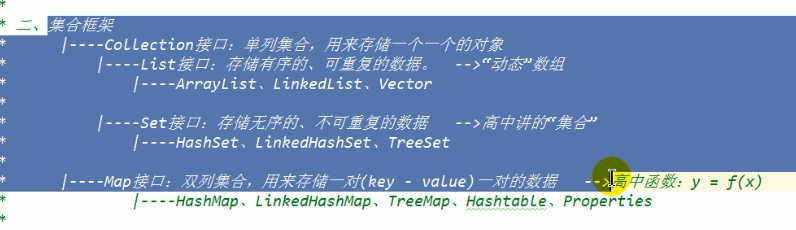 *
* 二、集合框架
*      |----Collection接口：单列集合，用来存储一个一个的对象
*          |----List接口：存储有序的、可重复的数据。  -->“动态”数组
*              |----ArrayList、LinkedList、Vector
*
*          |----Set接口：存储无序的、不可重复的数据   -->高中讲的“集合”
*              |----HashSet、LinkedHashSet、TreeSet
*
*      |----Map接口：双列集合，用来存储一对(key - value)一对的数据   -->高中函数：y = f(x)
*              |----HashMap、LinkedHashMap、TreeMap、Hashtable、Properties
*